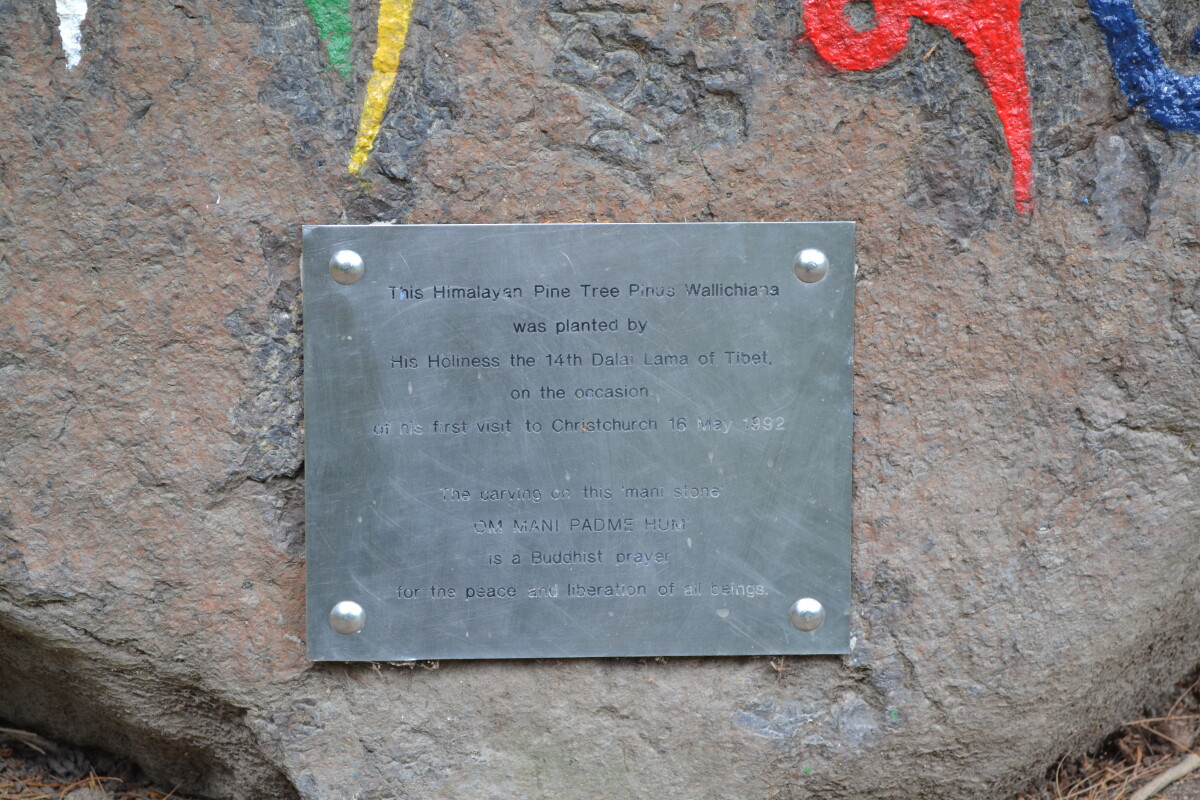 This Himalayan Pine Tree Pinus Wallichiana
was planted by
His Holiness the 14th Dalai Lama of Tibet,
on the occasion
of his first visit to Christchurch 16 May 1992
The carving on this 'mani stone'
'OM MANI PADME HUM'
is a Buddhist prayer
for the peace and liberation of all beings.